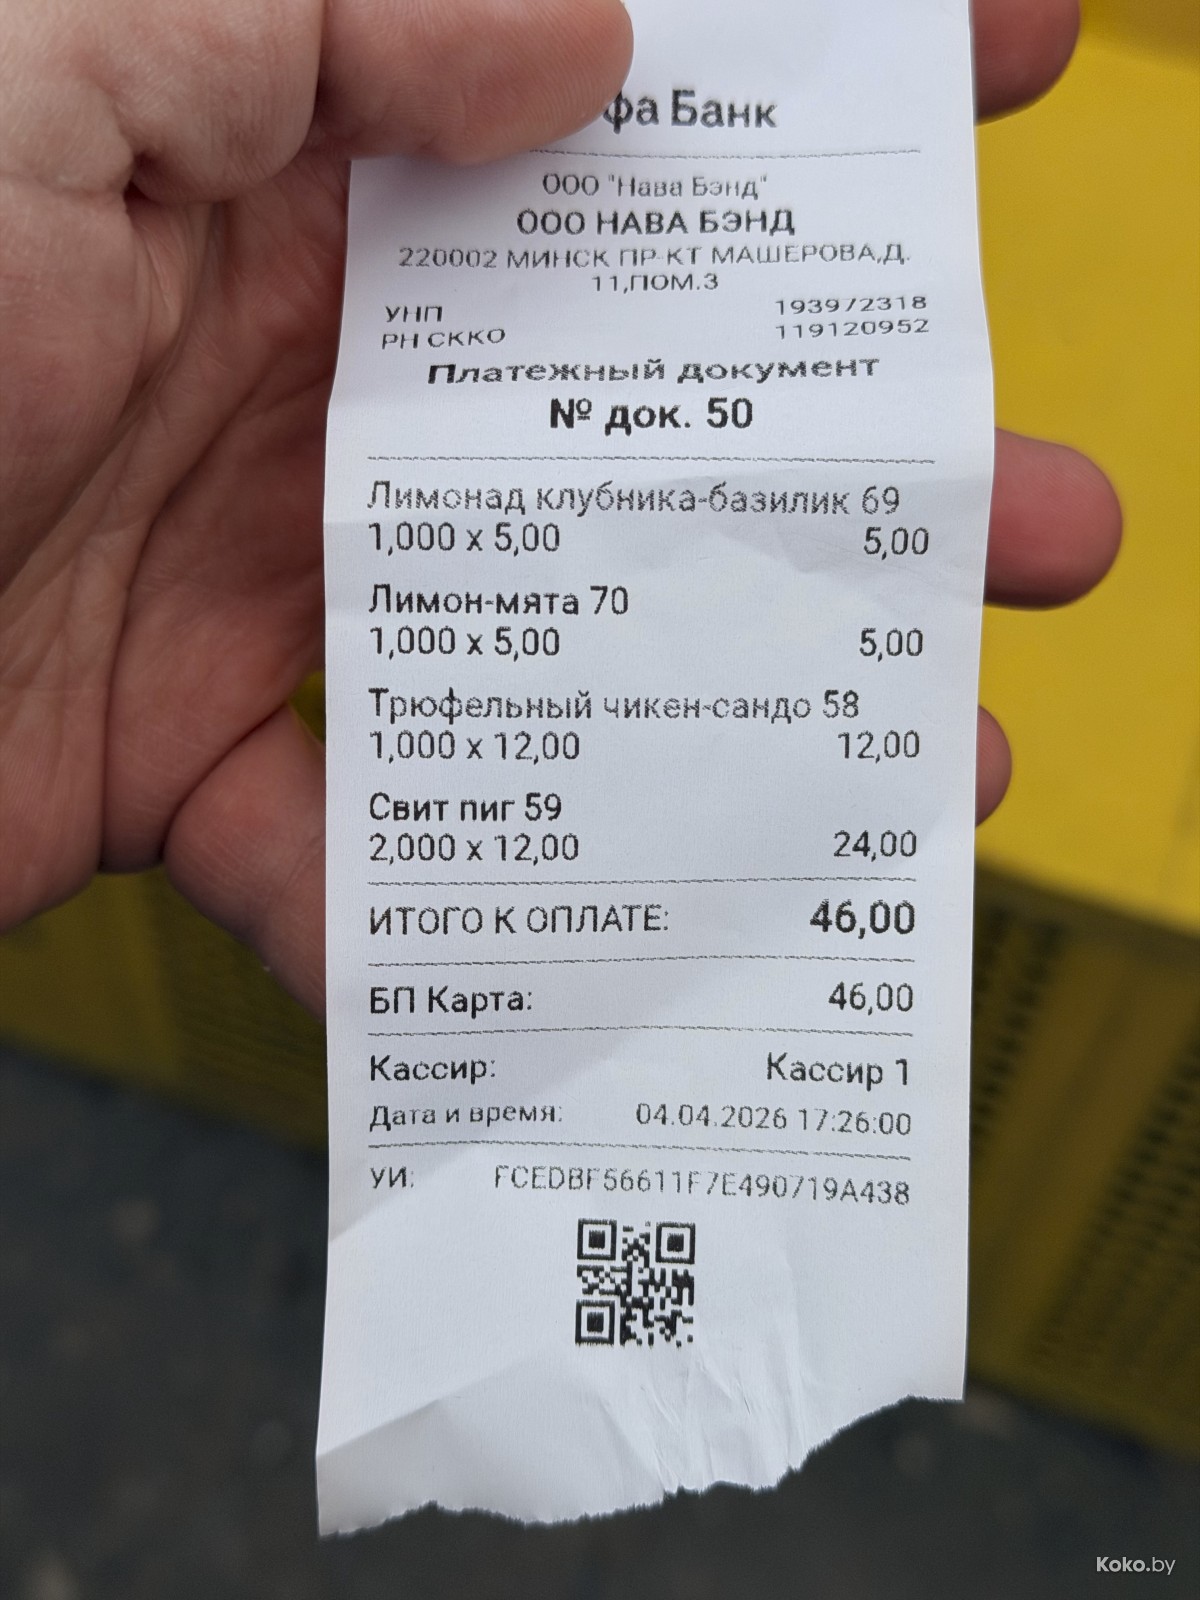 фа Банк
ООО "Нава Бэнд"
ООО НАВА БЭНД
220002 МИНСК ПР-КТ МАШЕРОВА,Д.
11,ПОМ.3
УНП 193972318
РН СККО 119120952
Платежный документ
№ док. 50
Лимонад клубника-базилик 69
1,000 x 5,00 5,00
Лимон-мята 70
1,000 x 5,00 5,00
Трюфельный чикен-сандо 58
1,000 x 12,00 12,00
Свит пиг 59
2,000 x 12,00 24,00
ИТОГО К ОПЛАТЕ: 46,00
БП Карта: 46,00
Кассир: Кассир 1
Дата и время: 04.04.2026 17:26:00
УИ: FCEDBF56611F7E490719A438
Koko.by